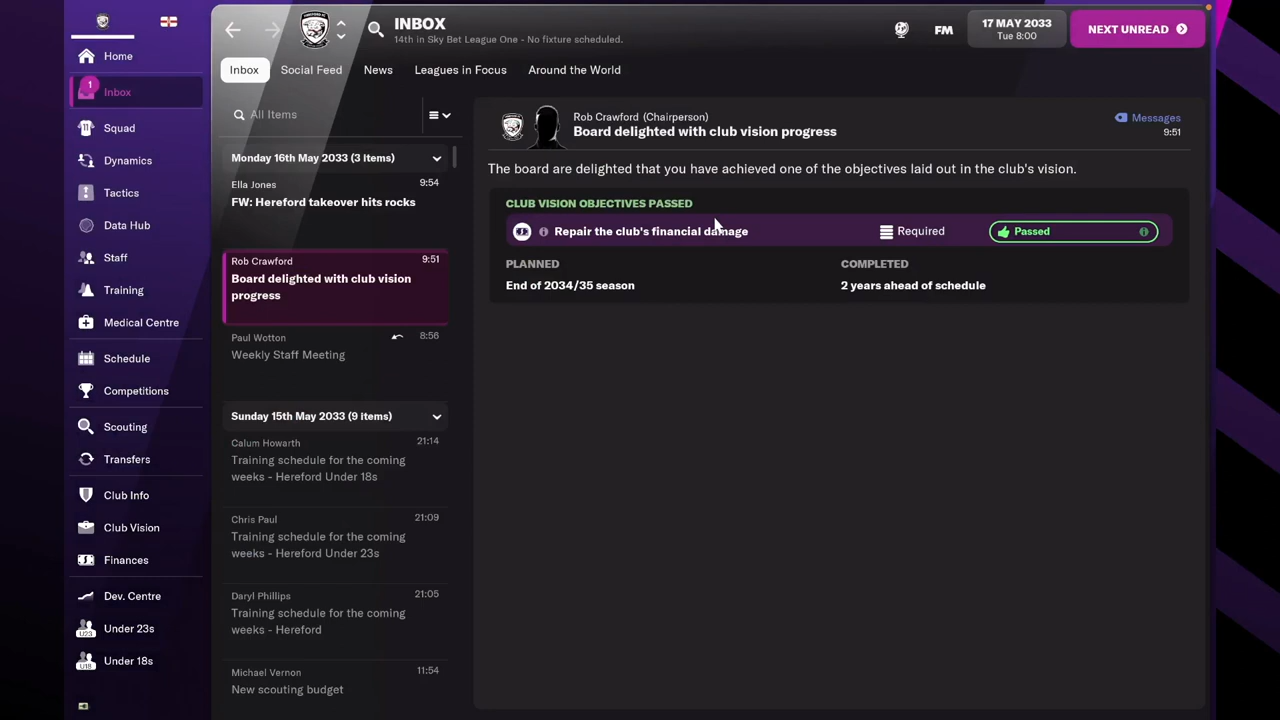 INBOX
14th in Sky Bet League One - No fixture scheduled.
FM
17 MAY 2033
Tue 8:00
NEXT UNREAD
Home
1
Inbox
11
Squad
Dynamics
Tactics
Data Hub
Staff
Training
Medical Centre
Schedule
Competitions
Scouting
Transfers
Club Info
Club Vision
Finances
Dev. Centre
U23
Under 23s
U18
Under 18s
Inbox
Social Feed
News
Leagues in Focus
Around the World
All Items
Monday 16th May 2033 (3 items)
Ella Jones
9:54
FW: Hereford takeover hits rocks
Rob Crawford
9:51
Board delighted with club vision
progress
Paul Wotton
8:56
Weekly Staff Meeting
Sunday 15th May 2033 (9 items)
Calum Howarth
21:14
Training schedule for the coming
weeks - Hereford Under 18s
Chris Paul
21:09
Training schedule for the coming
weeks - Hereford Under 23s
Daryl Phillips
21:05
Training schedule for the coming
weeks - Hereford
Michael Vernon
11:54
New scouting budget
Rob Crawford (Chairperson)
Board delighted with club vision progress
Messages
9:51
The board are delighted that you have achieved one of the objectives laid out in the club's vision.
CLUB VISION OBJECTIVES PASSED
Repair the club's financial damage
Required
Passed
PLANNED
End of 2034/35 season
COMPLETED
2 years ahead of schedule